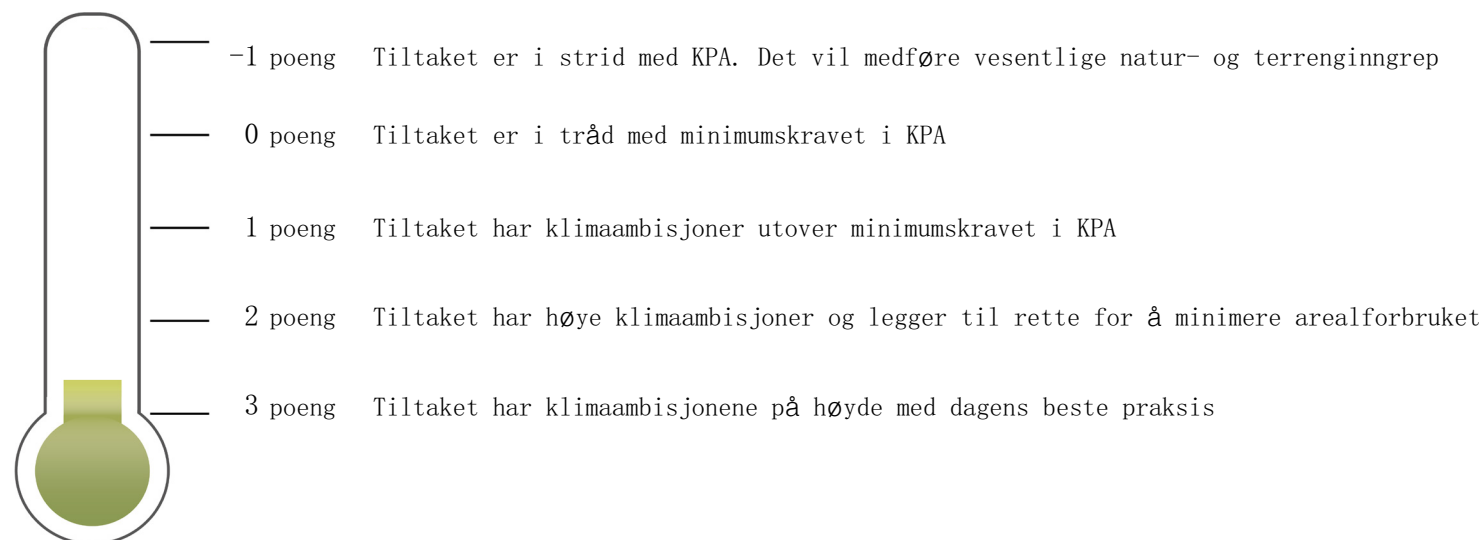 -1 poeng Tiltaket er i strid med KPA. Det vil medføre vesentlige natur- og terrenginngrep
0 poeng Tiltaket er i tråd med minimumskravet i KPA
1 poeng Tiltaket har klimaambisjoner utover minimumskravet i KPA
2 poeng Tiltaket har høye klimaambisjoner og legger til rette for å minimere arealforbruket
3 poeng Tiltaket har klimaambisjonene på høyde med dagens beste praksis